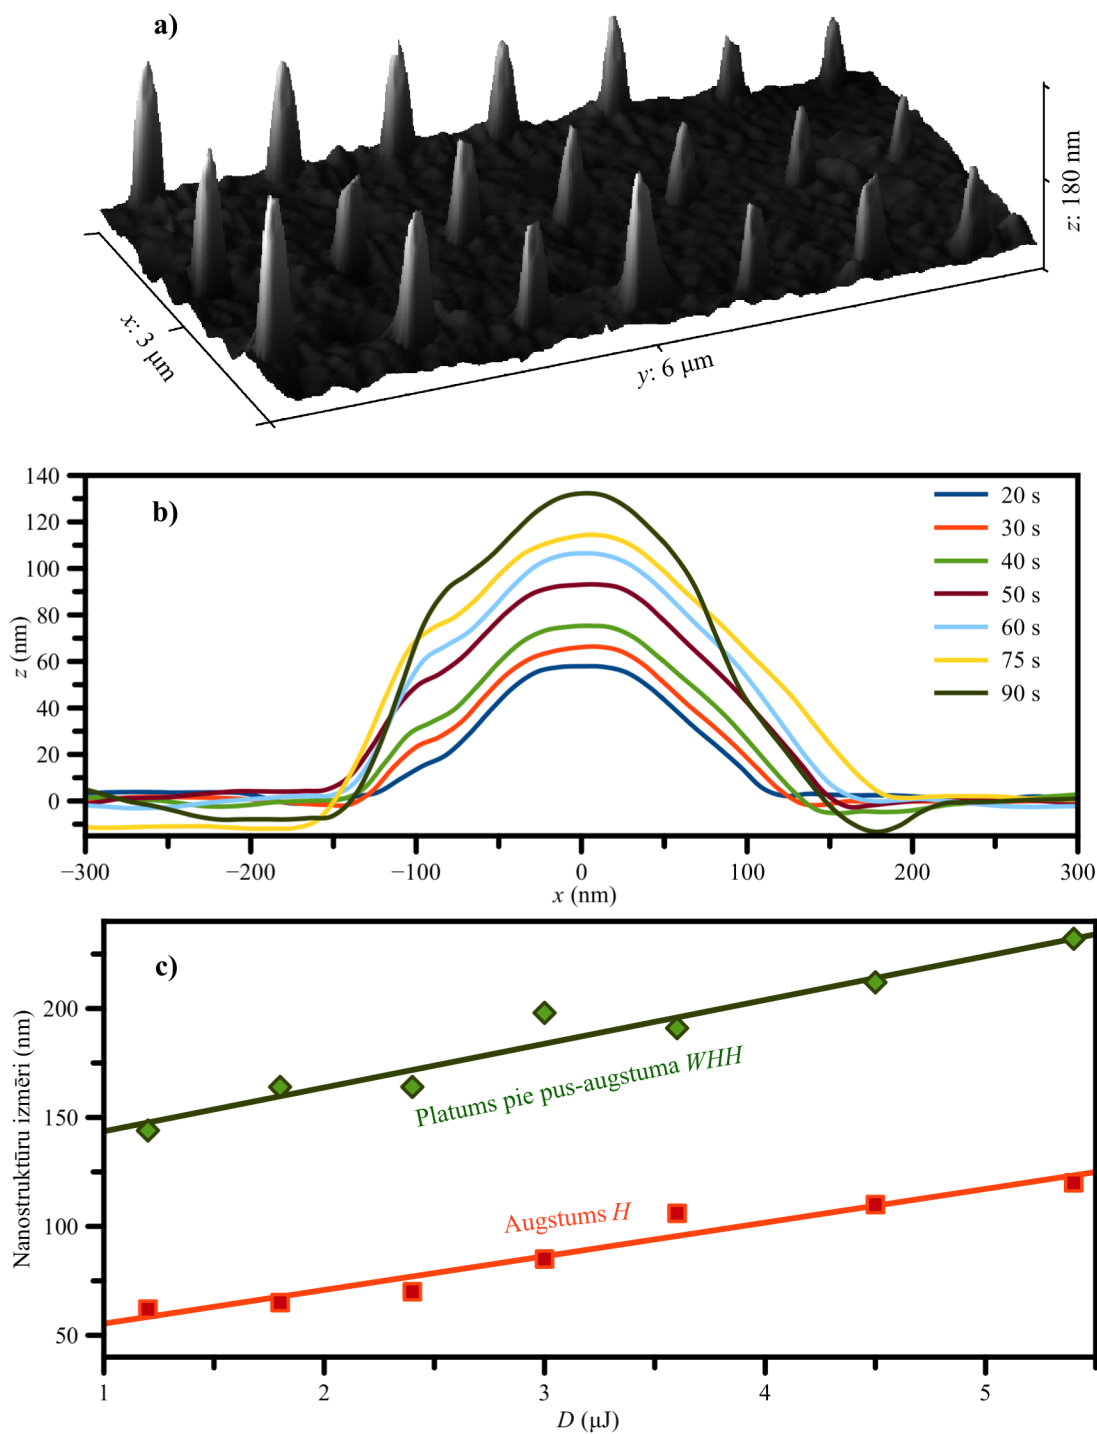 a)
z: 180 nm
x: 3 μm
y: 6 μm
b)
140
120
100
80
60
40
20
0
z (nm)
20 s
30 s
40 s
50 s
60 s
75 s
90 s
−300
−200
−100
0
100
200
300
x (nm)
c)
200
150
100
50
Nanostruktūru izmēri (nm)
Platums pie pus-augstuma WHH
Augstums H
1
2
3
4
5
D (μJ)